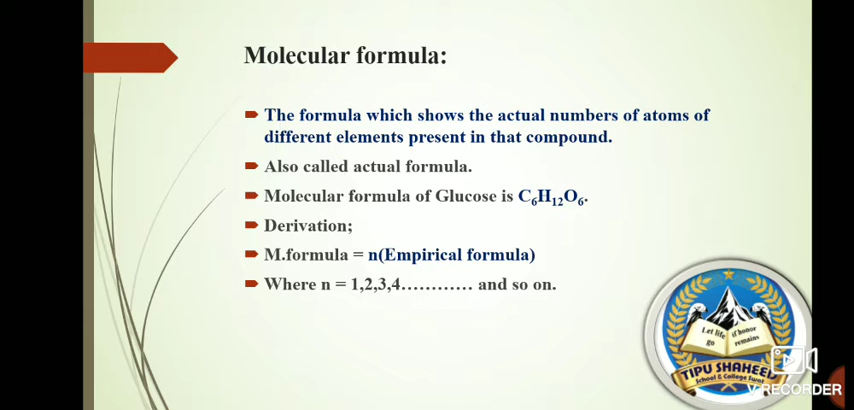 Molecular formula:
The formula which shows the actual numbers of atoms of
different elements present in that compound.
Also called actual formula.
Molecular formula of Glucose is C₆H₁₂O₆.
Derivation;
M.formula = n(Empirical formula)
Where n = 1,2,3,4………… and so on.
Let life if honor
go remains
TIPU SHAHEED
School & College Swat
V RECORDER